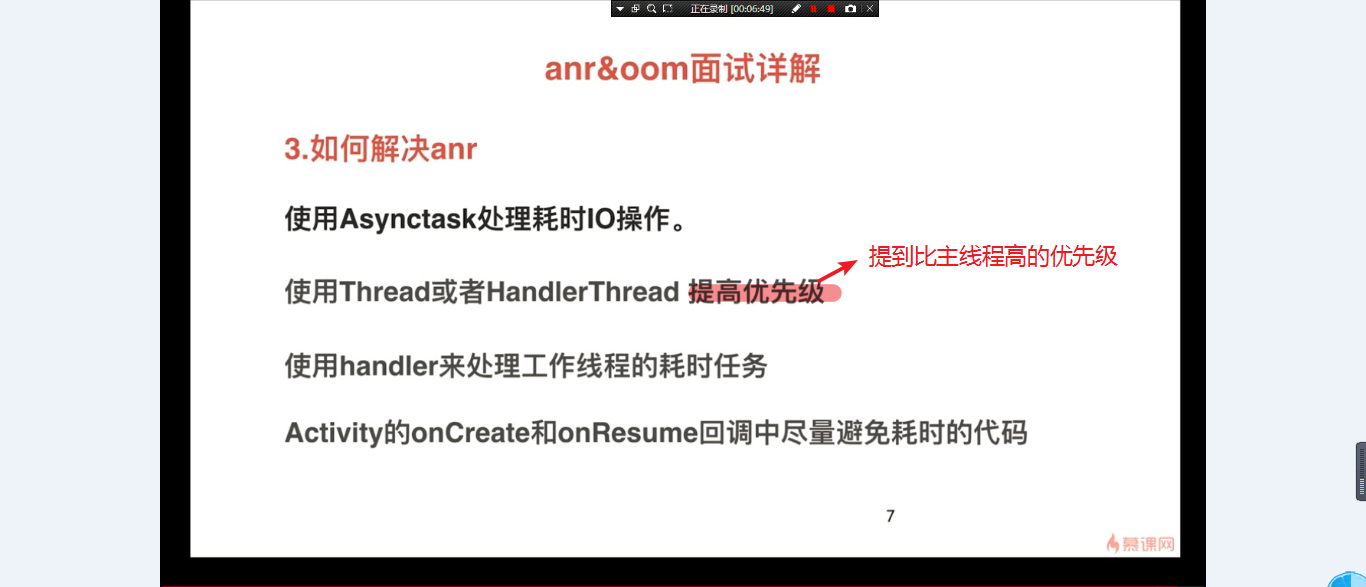 正在录制 [00:06:49]
anr&oom面试详解
3.如何解决anr
使用Asynctask处理耗时IO操作。
提到比主线程高的优先级
使用Thread或者HandlerThread 提高优先级
使用handler来处理工作线程的耗时任务
Activity的onCreate和onResume回调中尽量避免耗时的代码
7
慕课网